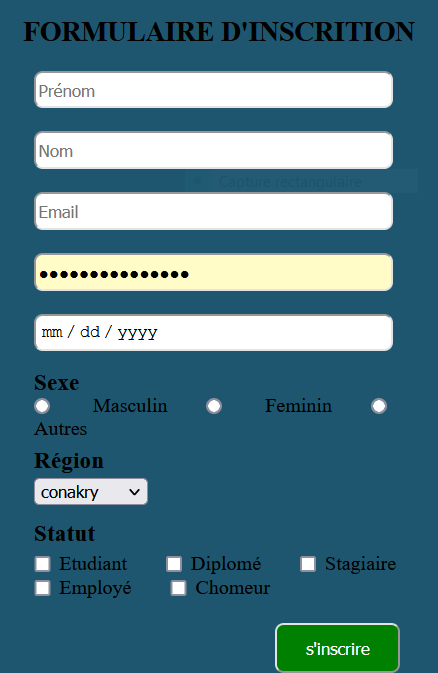 FORMULAIRE D'INSCRITION
Prénom
Nom
Capture rectangulaire
Email
●●●●●●●●●●●●●●●
mm / dd / yyyy
Sexe
Masculin Feminin
Autres
Région
conakry
Statut
Etudiant Diplomé Stagiaire
Employé Chomeur
s'inscrire